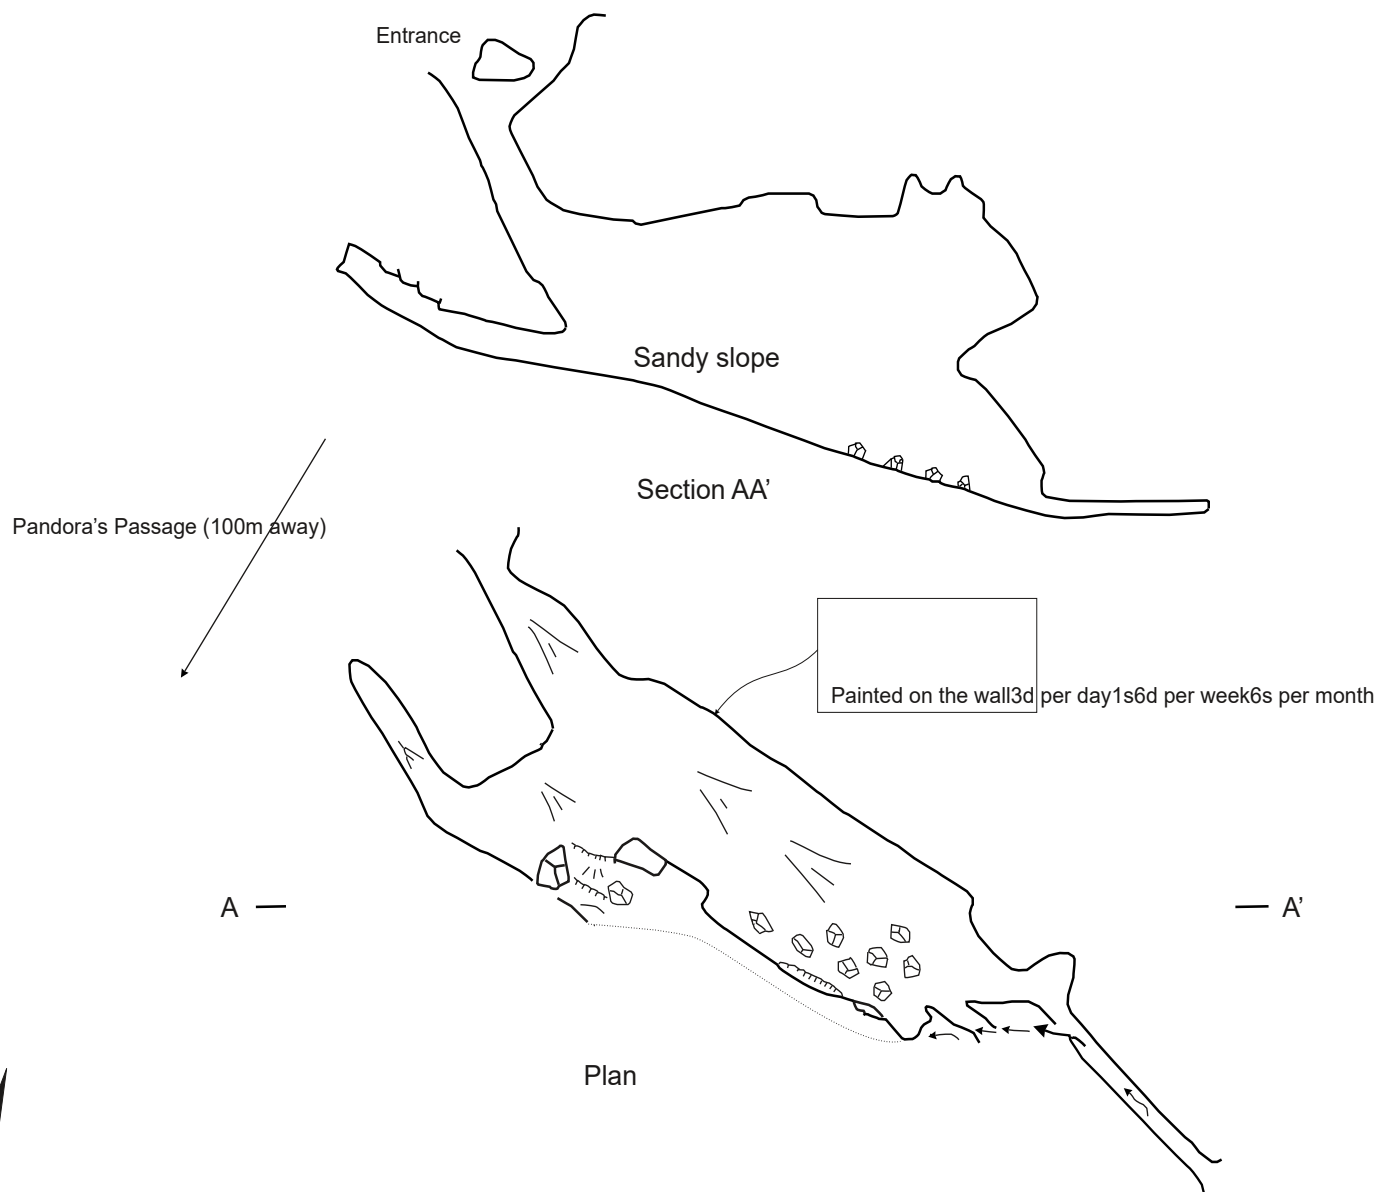 Entrance
Sandy slope
Section AA’
Pandora’s Passage (100m away)
Painted on the wall3d per day1s6d per week6s per month
A
A’
Plan